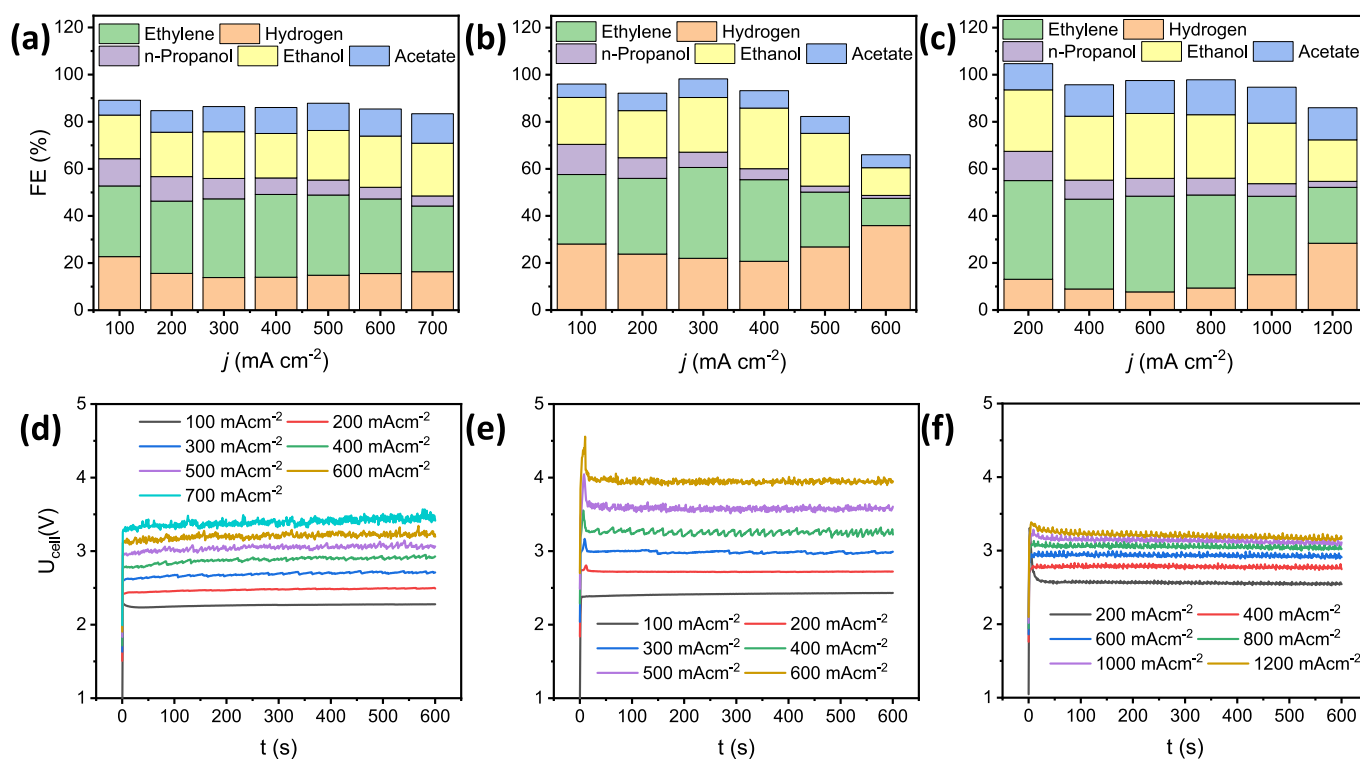 (a)
Ethylene Hydrogen
n-Propanol Ethanol Acetate
FE (%)
120
100
80
60
40
20
0
100 200 300 400 500 600 700
j (mA cm-2)
(b)
Ethylene Hydrogen
n-Propanol Ethanol Acetate
120
100
80
60
40
20
0
100 200 300 400 500 600
j (mA cm-2)
(c)
Ethylene Hydrogen
n-Propanol Ethanol Acetate
120
100
80
60
40
20
0
200 400 600 800 1000 1200
j (mA cm-2)
(d)
100 mAcm-2 200 mAcm-2
300 mAcm-2 400 mAcm-2
500 mAcm-2 600 mAcm-2
700 mAcm-2
Ucell(V)
5
4
3
2
1
0 100 200 300 400 500 600
t (s)
(e)
5
4
3
2
1
100 mAcm-2 200 mAcm-2
300 mAcm-2 400 mAcm-2
500 mAcm-2 600 mAcm-2
0 100 200 300 400 500 600
t (s)
(f)
5
4
3
2
1
200 mAcm-2 400 mAcm-2
600 mAcm-2 800 mAcm-2
1000 mAcm-2 1200 mAcm-2
0 100 200 300 400 500 600
t (s)